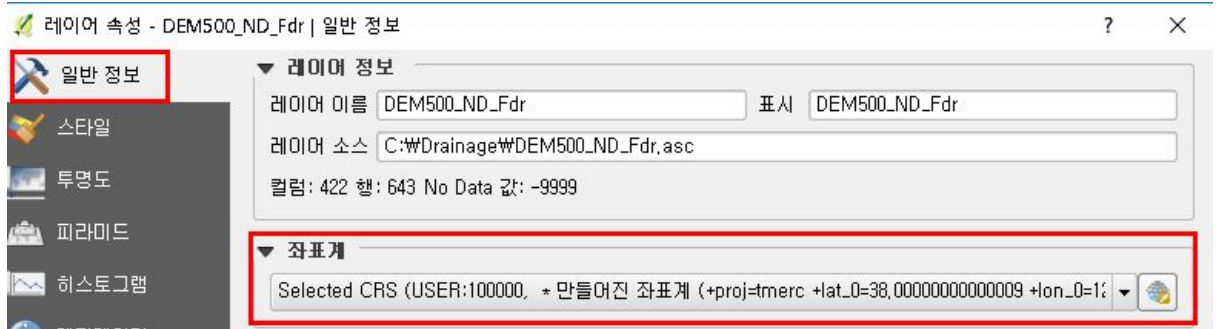 레이어 속성 - DEM500_ND_Fdr | 일반 정보
? ×
일반 정보
스타일
투명도
피라미드
히스토그램
▼ 레이어 정보
레이어 이름 DEM500_ND_Fdr 표시 DEM500_ND_Fdr
레이어 소스 C:₩Drainage₩DEM500_ND_Fdr.asc
컬럼: 422 행: 643 No Data 값: -9999
▼ 좌표계
Selected CRS (USER:100000, * 만들어진 좌표계 (+proj=tmerc +lat_0=38,00000000000009 +lon_0=12